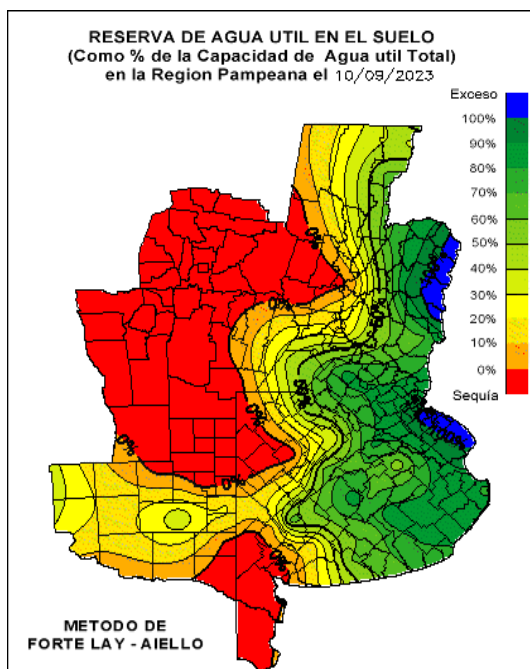 RESERVA DE AGUA UTIL EN EL SUELO
(Como % de la Capacidad de Agua util Total)
en la Region Pampeana el 10/09/2023
Exceso
100%
90%
80%
70%
60%
50%
40%
30%
20%
10%
0%
Sequía
0%
0%
0%
0%
0%
100%
METODO DE
FORTE LAY - AIELLO